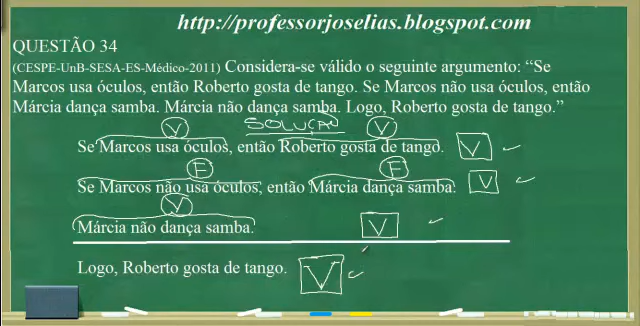 http://professorjoselias.blogspot.com
QUESTÃO 34
(CESPE-UnB-SESA-ES-Médico-2011) Considera-se válido o seguinte argumento: “Se
Marcos usa óculos, então Roberto gosta de tango. Se Marcos não usa óculos, então
Márcia dança samba. Márcia não dança samba. Logo, Roberto gosta de tango.”
V SOLUÇÃO V
Se Marcos usa óculos, então Roberto gosta de tango. V
F F
Se Marcos não usa óculos, então Márcia dança samba. V
V
Márcia não dança samba. V
Logo, Roberto gosta de tango. V